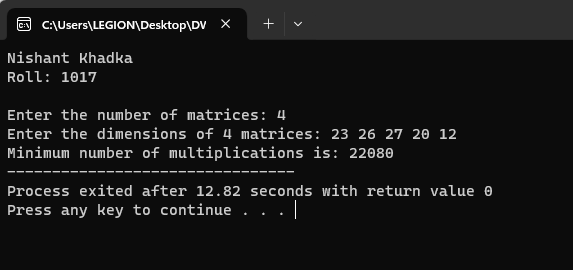 C:\Users\LEGION\Desktop\DV
Nishant Khadka
Roll: 1017
Enter the number of matrices: 4
Enter the dimensions of 4 matrices: 23 26 27 20 12
Minimum number of multiplications is: 22080
--------------------------------
Process exited after 12.82 seconds with return value 0
Press any key to continue . . .